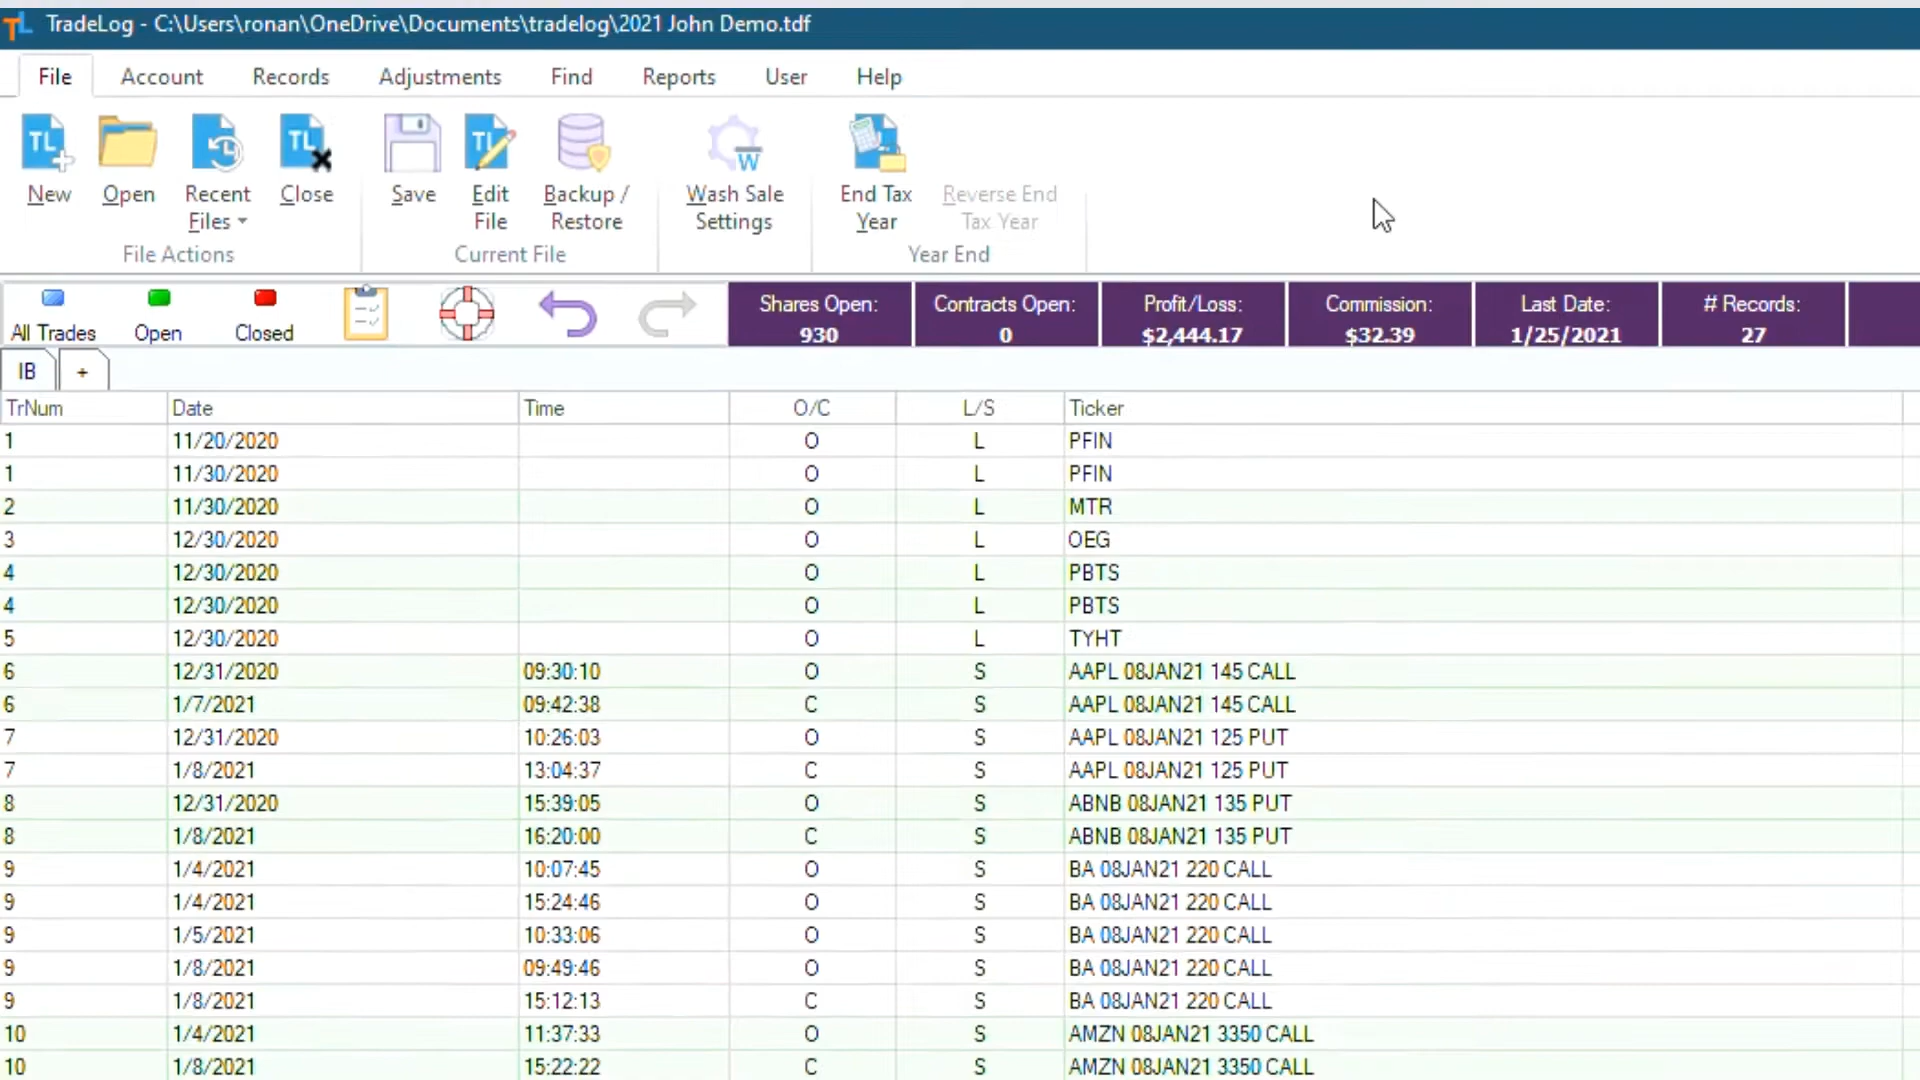 TL TradeLog - C:\Users\ronan\OneDrive\Documents\tradelog\2021 John Demo.tdf
File Account Records Adjustments Find Reports User Help
TL TL TL W
New Open Recent Files Close Save Edit File Backup / Restore Wash Sale Settings End Tax Year Reverse End Tax Year
File Actions Current File Year End
All Trades Open Closed
Shares Open: Contracts Open: Profit/Loss: Commission: Last Date: # Records:
930 0 $2,444.17 $32.39 1/25/2021 27
IB +
TrNum Date Time O/C L/S Ticker
1 11/20/2020 O L PFIN
1 11/30/2020 O L PFIN
2 11/30/2020 O L MTR
3 12/30/2020 O L OEG
4 12/30/2020 O L PBTS
4 12/30/2020 O L PBTS
5 12/30/2020 O L TYHT
6 12/31/2020 09:30:10 O S AAPL 08JAN21 145 CALL
6 1/7/2021 09:42:38 C S AAPL 08JAN21 145 CALL
7 12/31/2020 10:26:03 O S AAPL 08JAN21 125 PUT
7 1/8/2021 13:04:37 C S AAPL 08JAN21 125 PUT
8 12/31/2020 15:39:05 O S ABNB 08JAN21 135 PUT
8 1/8/2021 16:20:00 C S ABNB 08JAN21 135 PUT
9 1/4/2021 10:07:45 O S BA 08JAN21 220 CALL
9 1/4/2021 15:24:46 O S BA 08JAN21 220 CALL
9 1/5/2021 10:33:06 O S BA 08JAN21 220 CALL
9 1/8/2021 09:49:46 O S BA 08JAN21 220 CALL
9 1/8/2021 15:12:13 C S BA 08JAN21 220 CALL
10 1/4/2021 11:37:33 O S AMZN 08JAN21 3350 CALL
10 1/8/2021 15:22:22 C S AMZN 08JAN21 3350 CALL